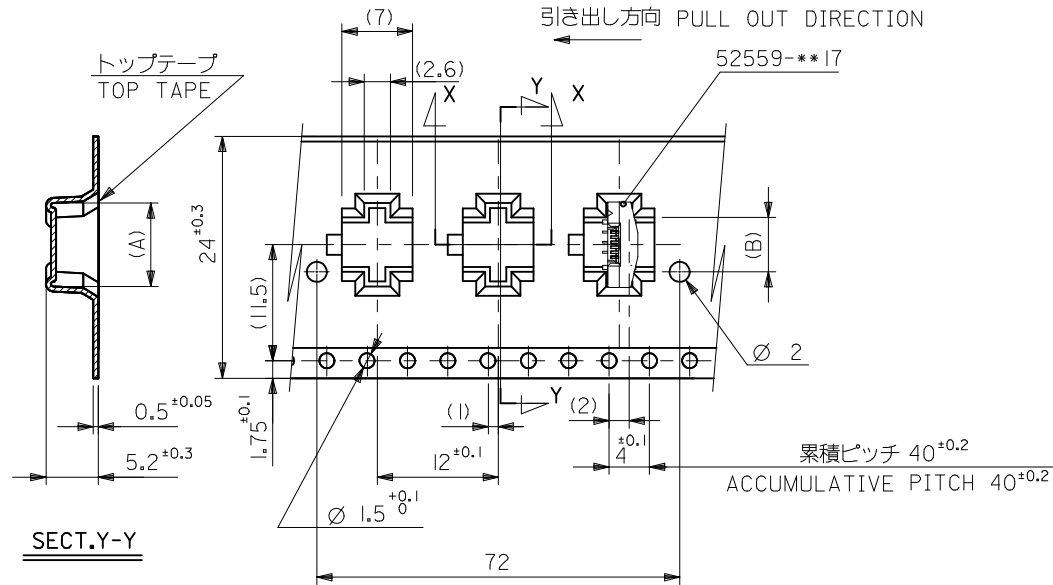 (7)
引き出し方向 PULL OUT DIRECTION
トップテープ
TOP TAPE
(2.6)
52559-**17
X
Y
X
24±0.3
(A)
(B)
(11.5)
Ø 2
0.5±0.05
5.2±0.3
1.75±0.1
(1)
Y
(2)
12±0.1
4±0.1
累積ピッチ 40±0.2
ACCUMULATIVE PITCH 40±0.2
Ø 1.5 +0.1 0
SECT.Y-Y
72